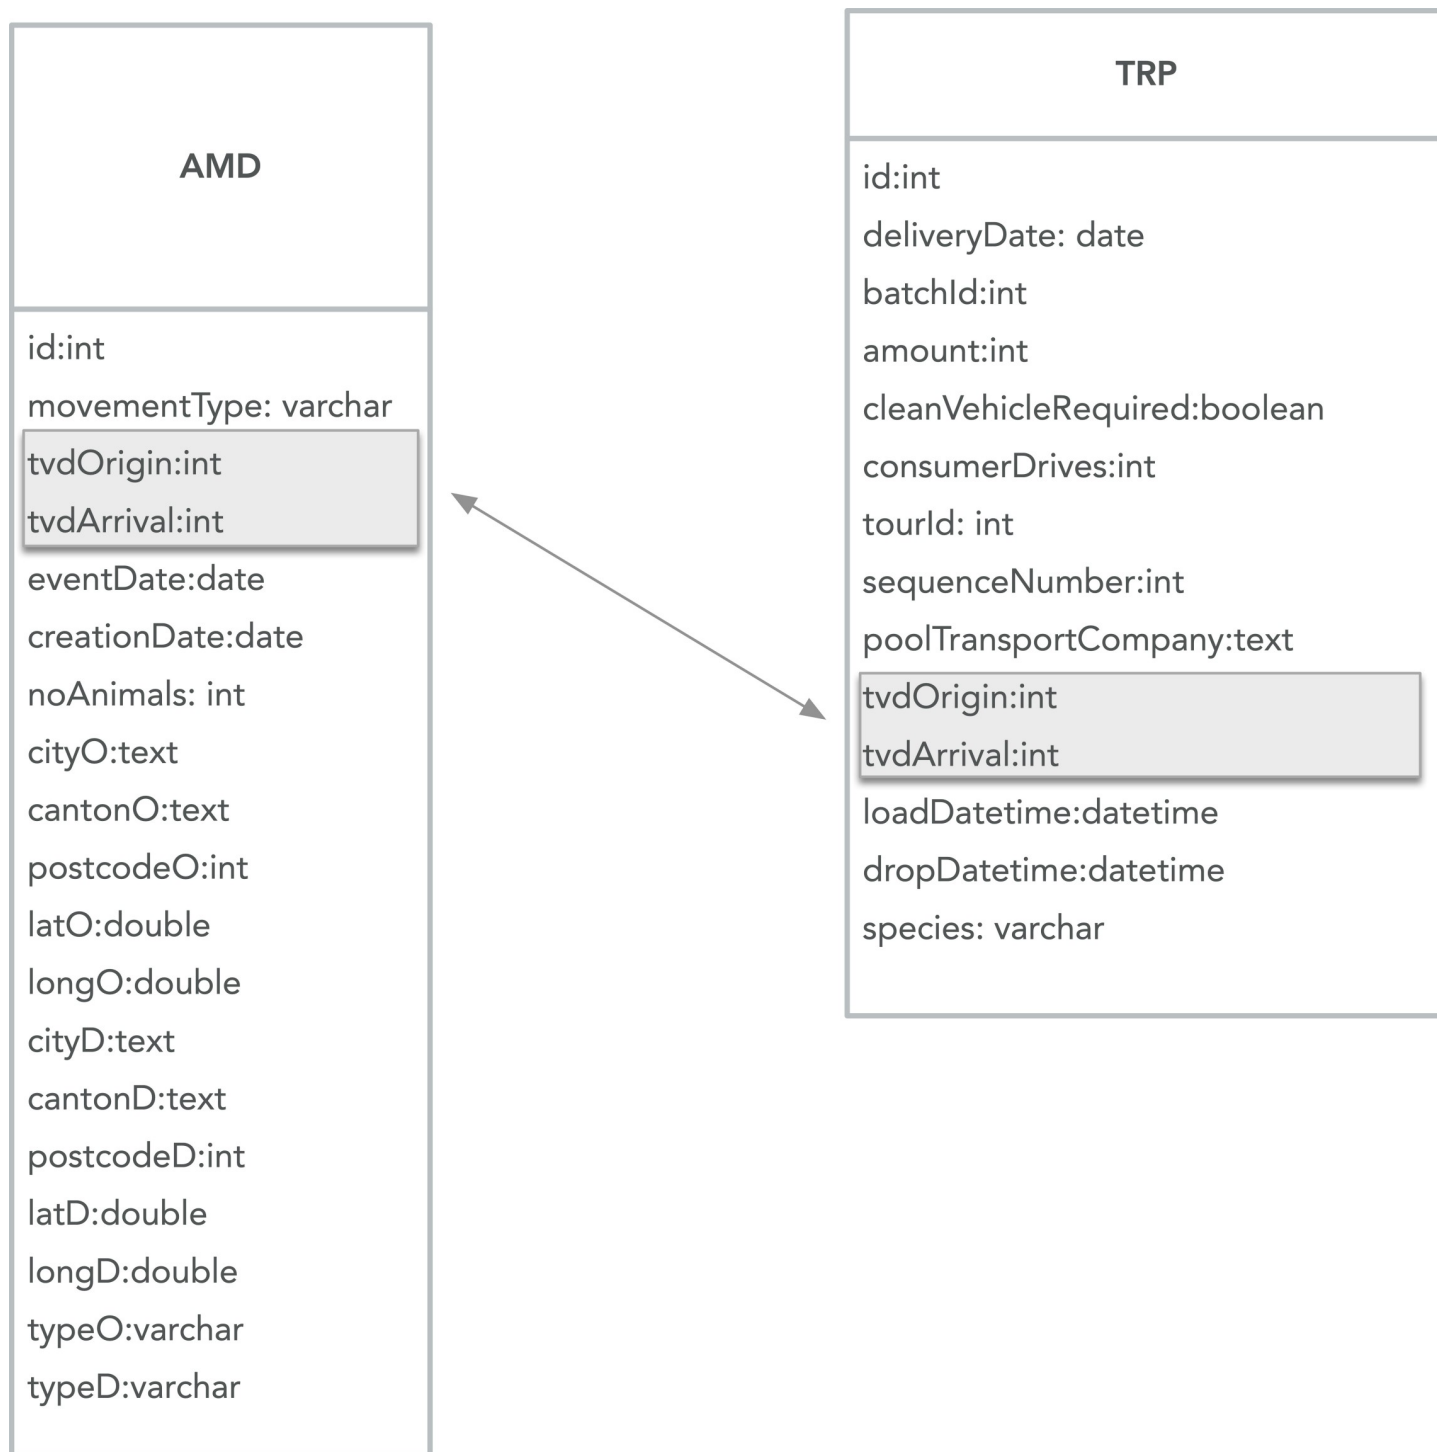 AMD
id:int
movementType: varchar
tvdOrigin:int
tvdArrival:int
eventDate:date
creationDate:date
noAnimals: int
cityO:text
cantonO:text
postcodeO:int
latO:double
longO:double
cityD:text
cantonD:text
postcodeD:int
latD:double
longD:double
typeO:varchar
typeD:varchar
TRP
id:int
deliveryDate: date
batchId:int
amount:int
cleanVehicleRequired:boolean
consumerDrives:int
tourId: int
sequenceNumber:int
poolTransportCompany:text
tvdOrigin:int
tvdArrival:int
loadDatetime:datetime
dropDatetime:datetime
species: varchar